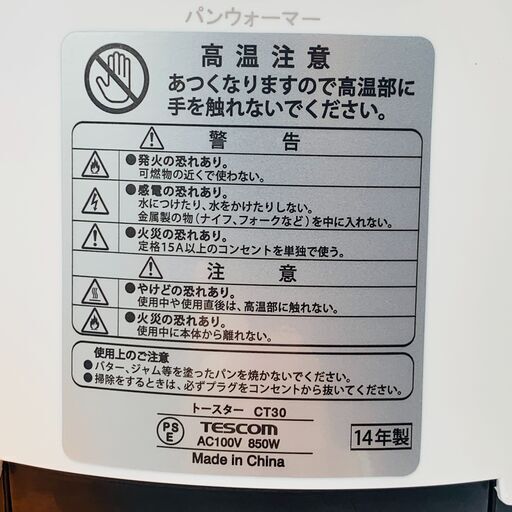 パンウォーマー
高温注意
あつくなりますので高温部に
手を触れないでください。
警告
●発火の恐れあり。
可燃物の近くで使わない。
●感電の恐れあり。
水につけたり、水をかけたりしない。
金属製の物(ナイフ、フォークなど)を中に入れない。
●火災の恐れあり。
定格15A以上のコンセントを単独で使う。
注意
●やけどの恐れあり。
使用中や使用直後は、高温部に触れない。
●火災の恐れあり。
使用中に本体から離れない。
使用上のご注意
●バター、ジャム等を塗ったパンを焼かないでください。
●掃除をするときは、必ずプラグをコンセントから抜いてください。
トースター CT30
PS
E
TESCOM
AC100V 850W
14年製
Made in China